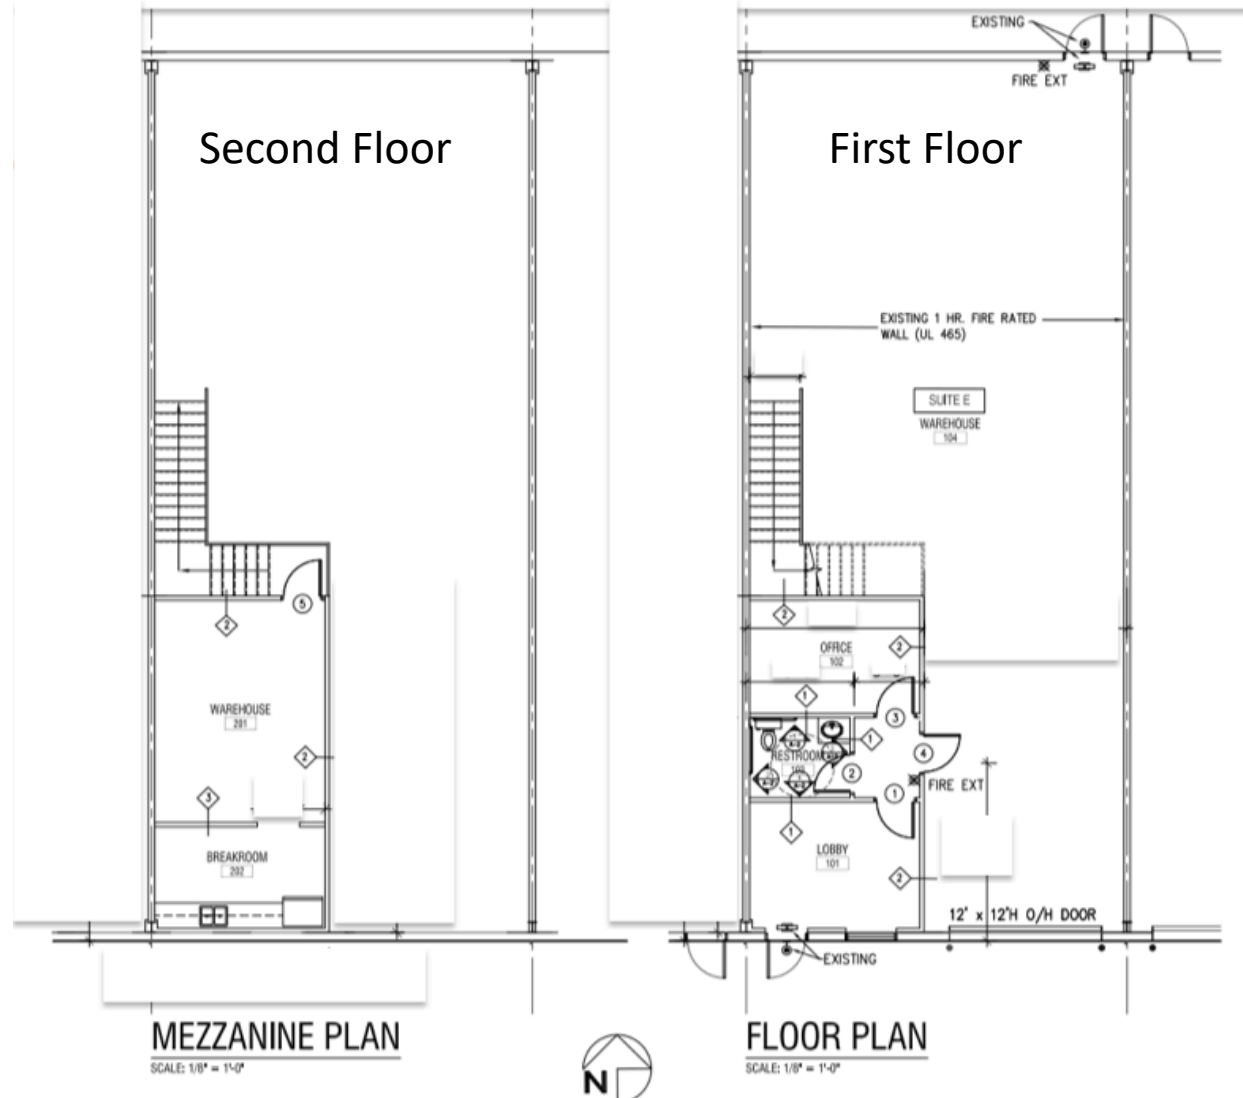 Second Floor
MEZZANINE PLAN
SCALE: 1/8" = 1'-0"
WAREHOUSE
201
BREAKROOM
202
5
2
2
3
N
First Floor
EXISTING
FIRE EXT
EXISTING 1 HR. FIRE RATED
WALL (UL 465)
SUITE E
WAREHOUSE
104
2
OFFICE
102
2
1
3
1
4
RESTROOM
103
2
FIRE EXT
1
1
LOBBY
101
2
12' x 12'H O/H DOOR
EXISTING
FLOOR PLAN
SCALE: 1/8" = 1'-0"